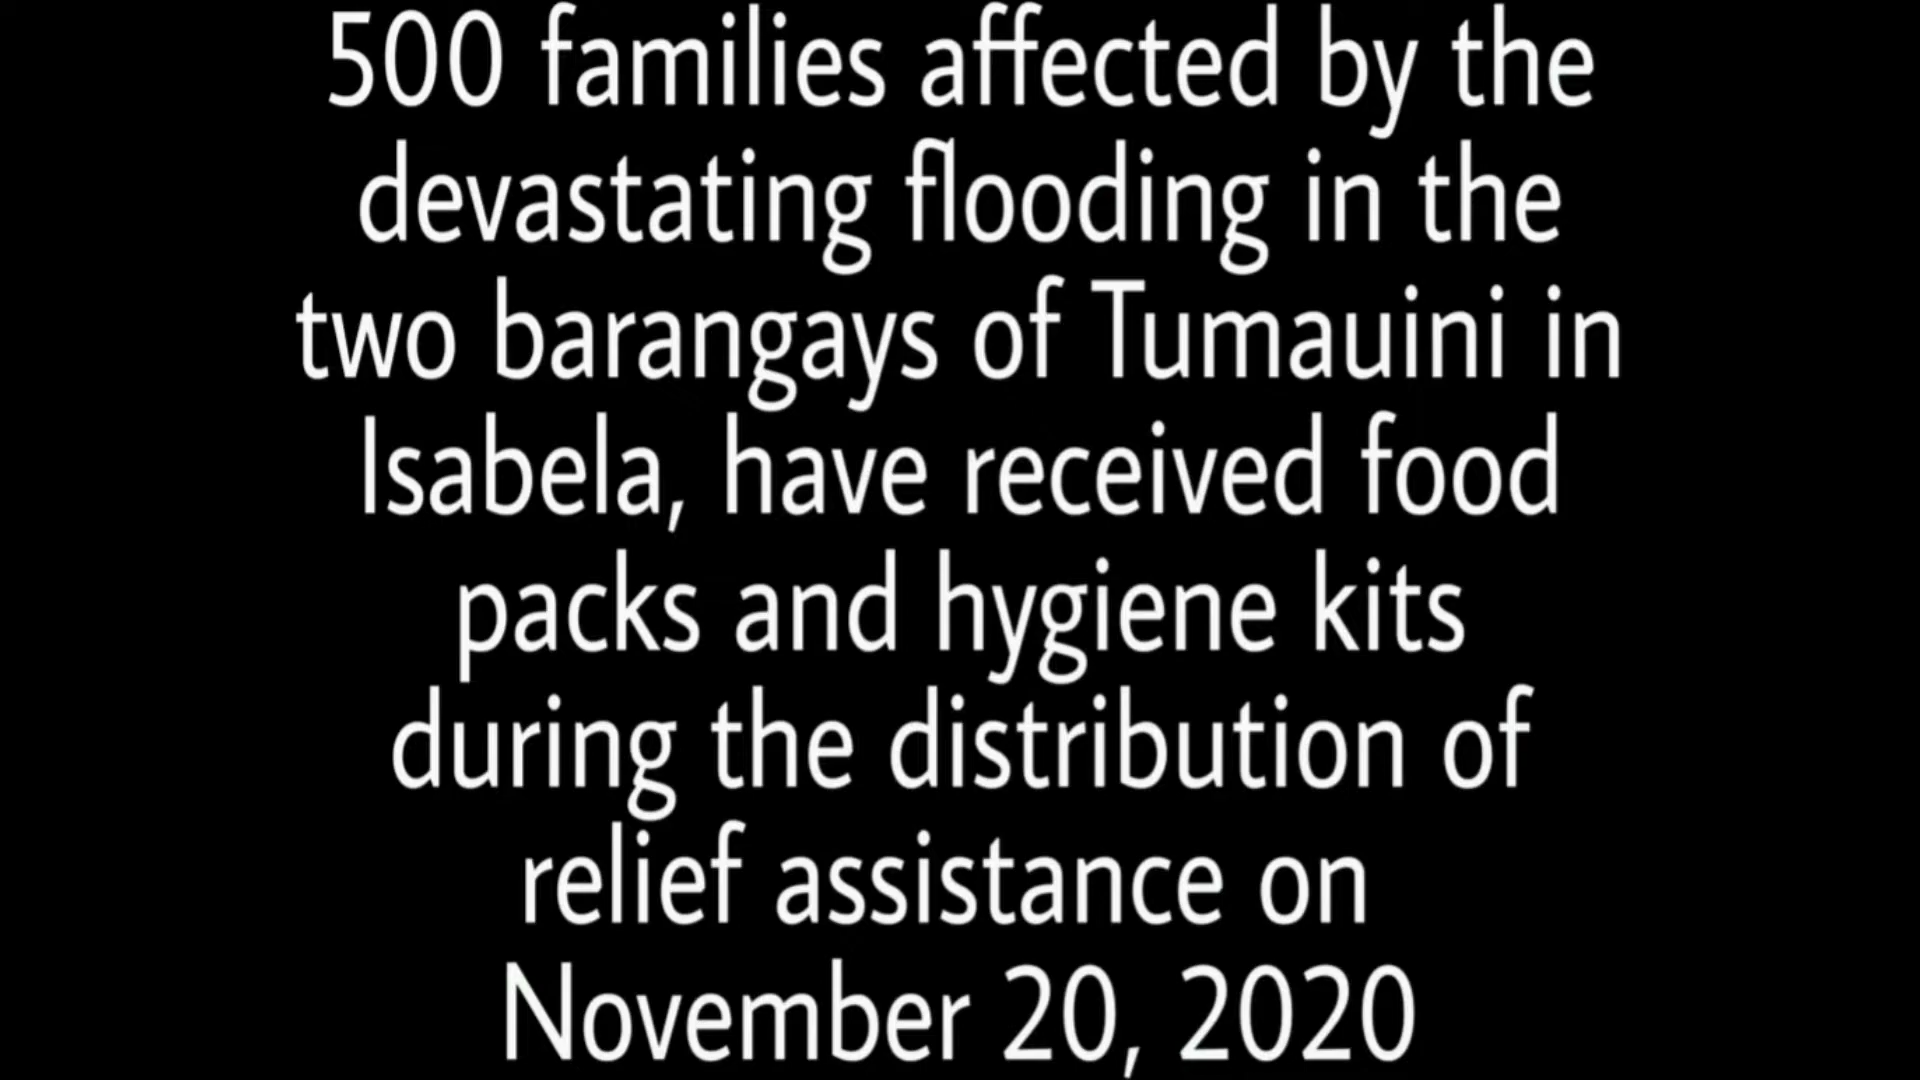 500 families affected by the
devastating flooding in the
two barangays of Tumauini in
Isabela, have received food
packs and hygiene kits
during the distribution of
relief assistance on
November 20, 2020